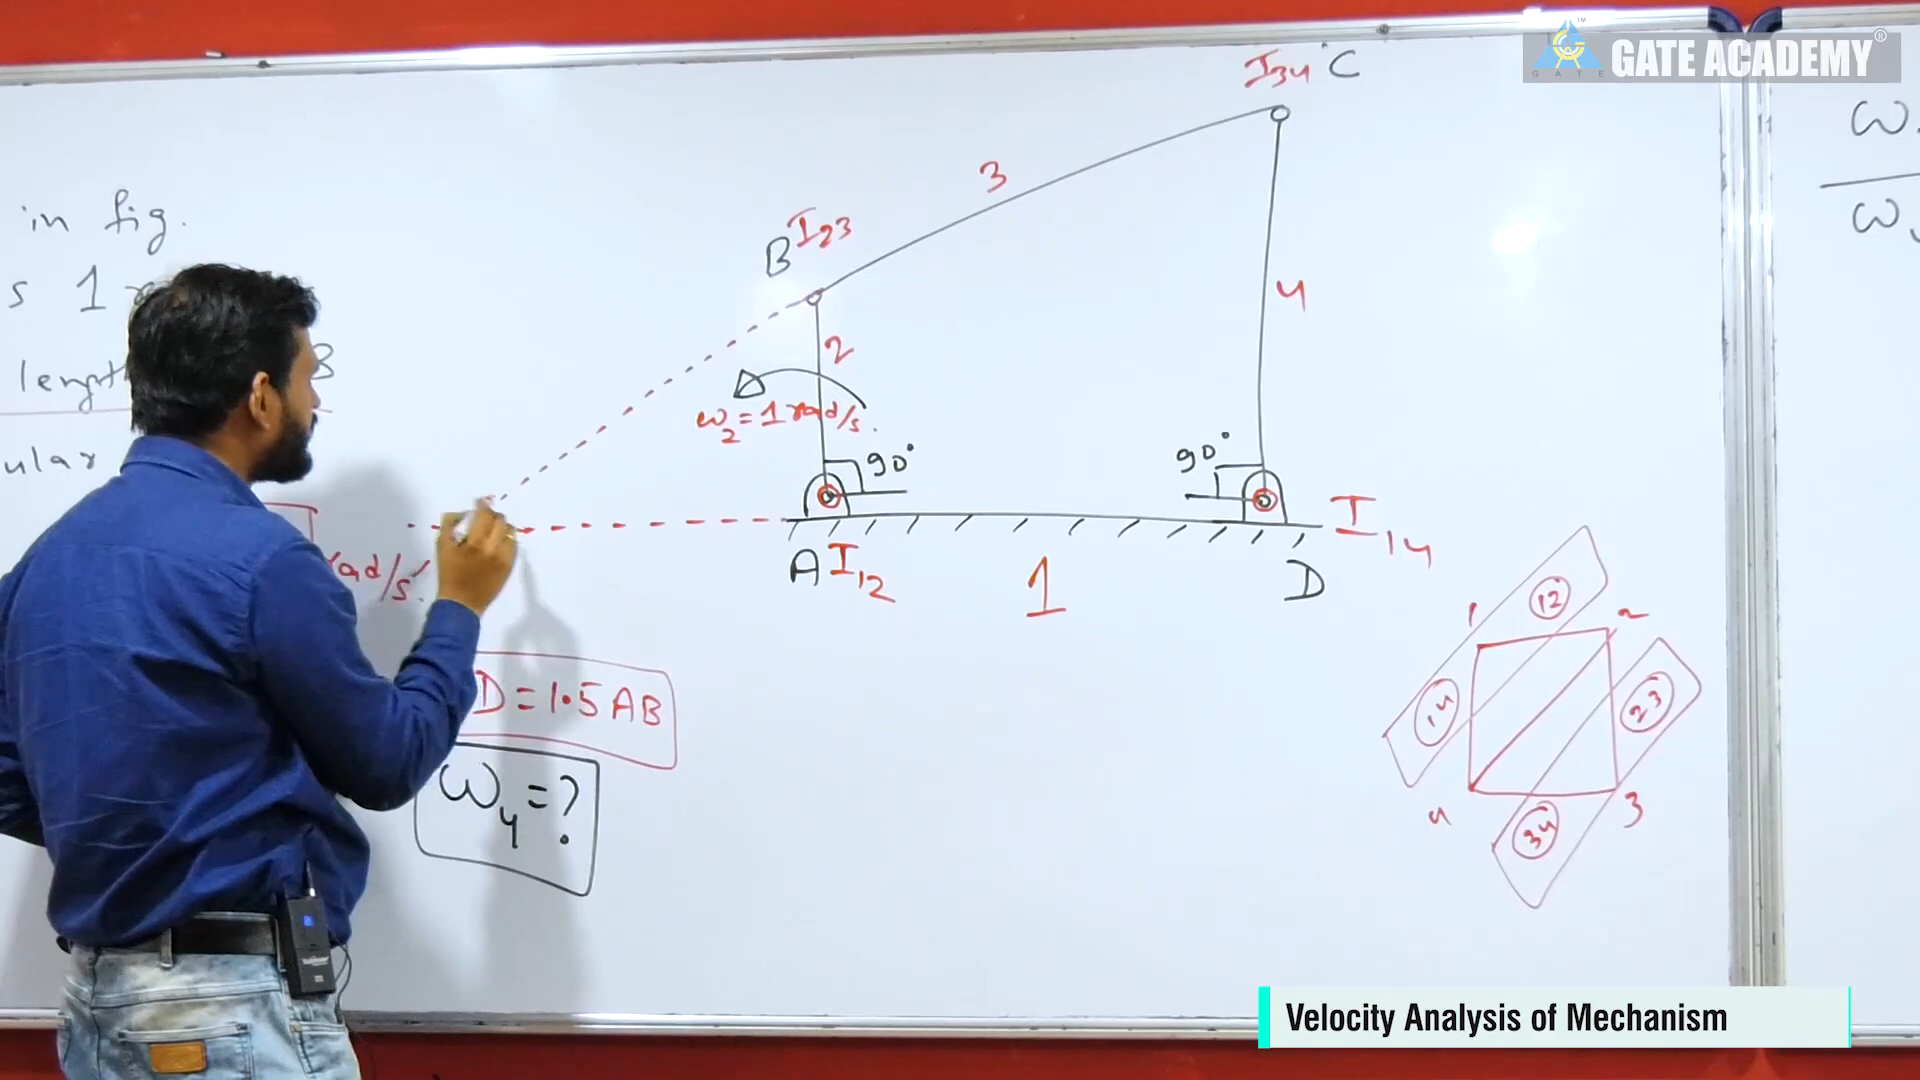 GATE
GATE ACADEMY®
in fig.
s 1
length
ular
rad/s.
D = 1.5 AB
ω4 = ?
I34 C
3
B I23
2
4
ω2 = 1 rad/s.
90°
90°
A I12
1
D
I14
1
12
2
14
23
4
34
3
ω
ω
Velocity Analysis of Mechanism